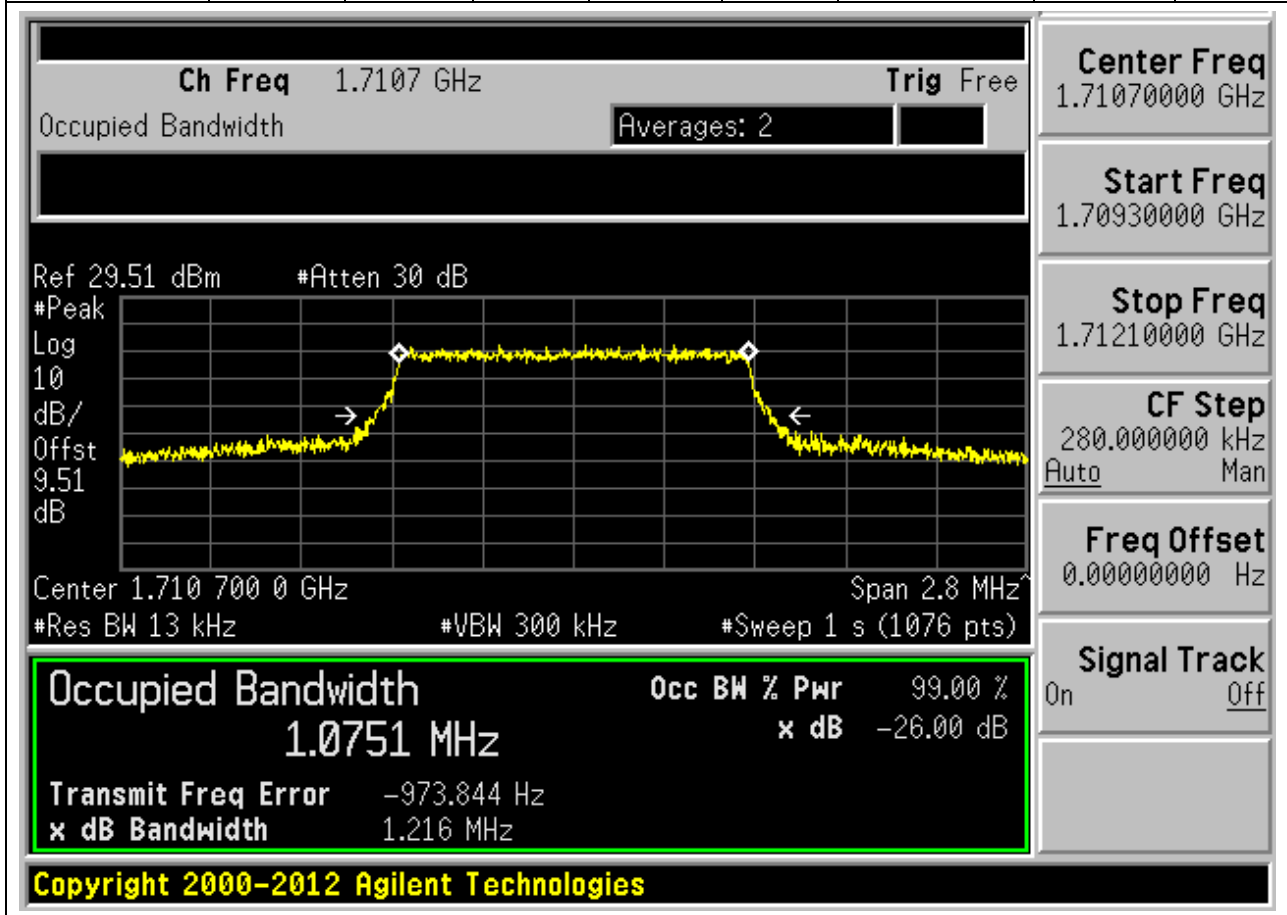 Ch Freq 1.7107 GHz Trig Free
Occupied Bandwidth Averages: 2
Ref 29.51 dBm #Atten 30 dB
#Peak
Log
10
dB/
Offst
9.51
dB
Center 1.710 700 0 GHz Span 2.8 MHz^
#Res BW 13 kHz #VBW 300 kHz #Sweep 1 s (1076 pts)
Occupied Bandwidth Occ BW % Pwr 99.00 %
1.0751 MHz x dB -26.00 dB
Transmit Freq Error -973.844 Hz
x dB Bandwidth 1.216 MHz
Copyright 2000-2012 Agilent Technologies
Center Freq
1.71070000 GHz
Start Freq
1.70930000 GHz
Stop Freq
1.71210000 GHz
CF Step
280.000000 kHz
Auto Man
Freq Offset
0.00000000 Hz
Signal Track
On Off